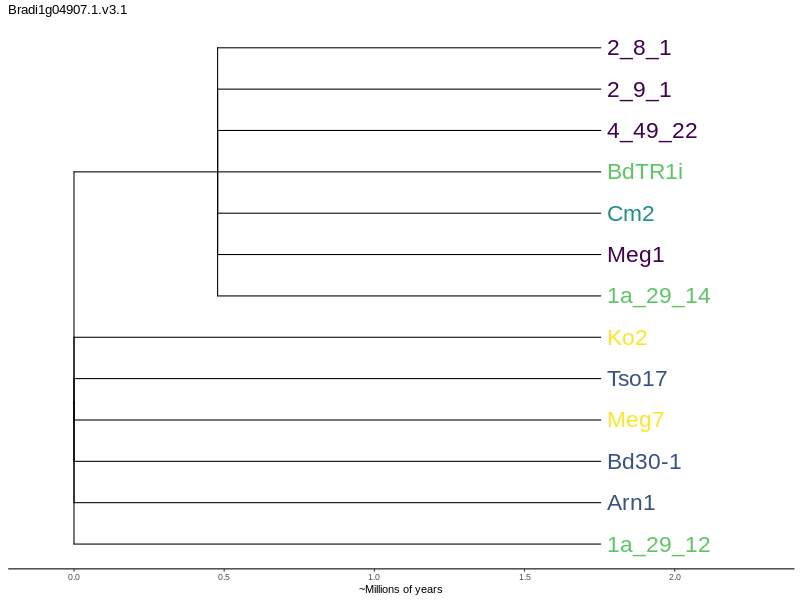 Bradi1g04907.1.v3.1
2_8_1
2_9_1
4_49_22
BdTR1i
Cm2
Meg1
1a_29_14
Ko2
Tso17
Meg7
Bd30-1
Arn1
1a_29_12
0.0 0.5 1.0 1.5 2.0
~Millions of years